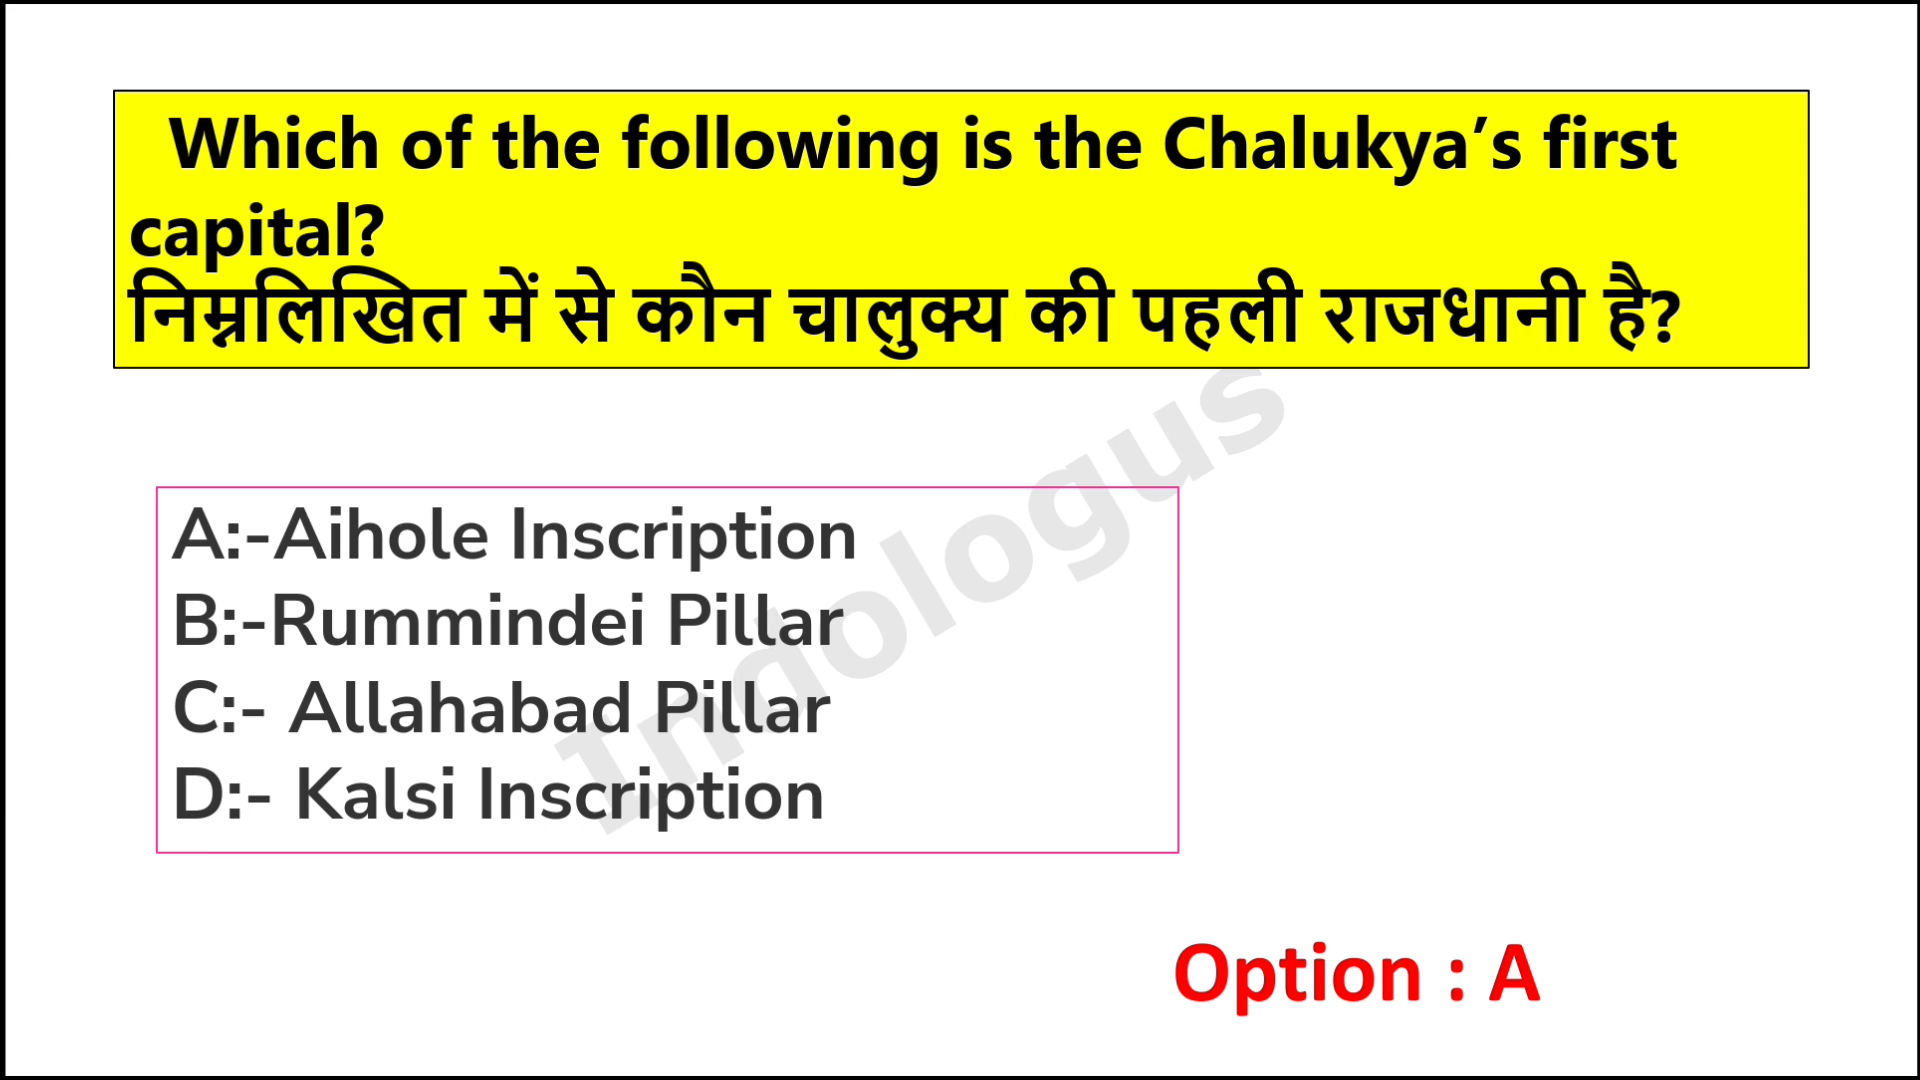 Which of the following is the Chalukya’s first
capital?
निम्नलिखित में से कौन चालुक्य की पहली राजधानी है?
A:-Aihole Inscription
B:-Rummindei Pillar
C:- Allahabad Pillar
D:- Kalsi Inscription
Indologus
Option : A